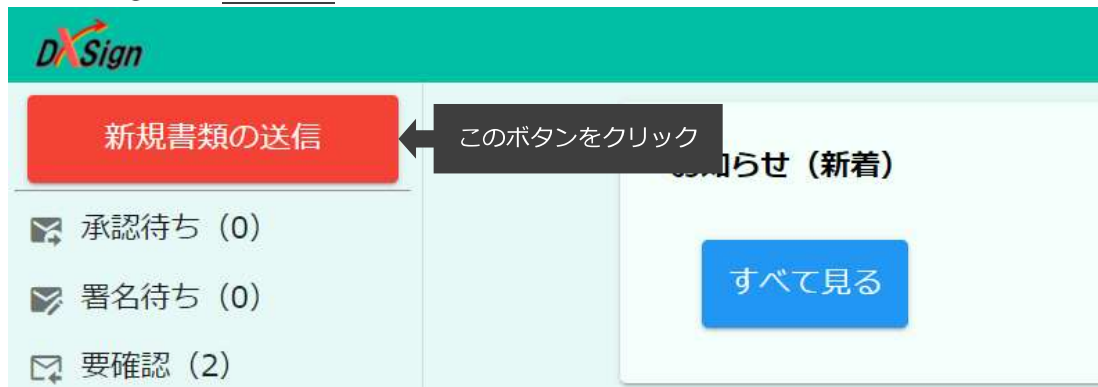 DXSign
新規書類の送信
このボタンをクリック
お知らせ（新着）
承認待ち（0）
すべて見る
署名待ち（0）
要確認（2）